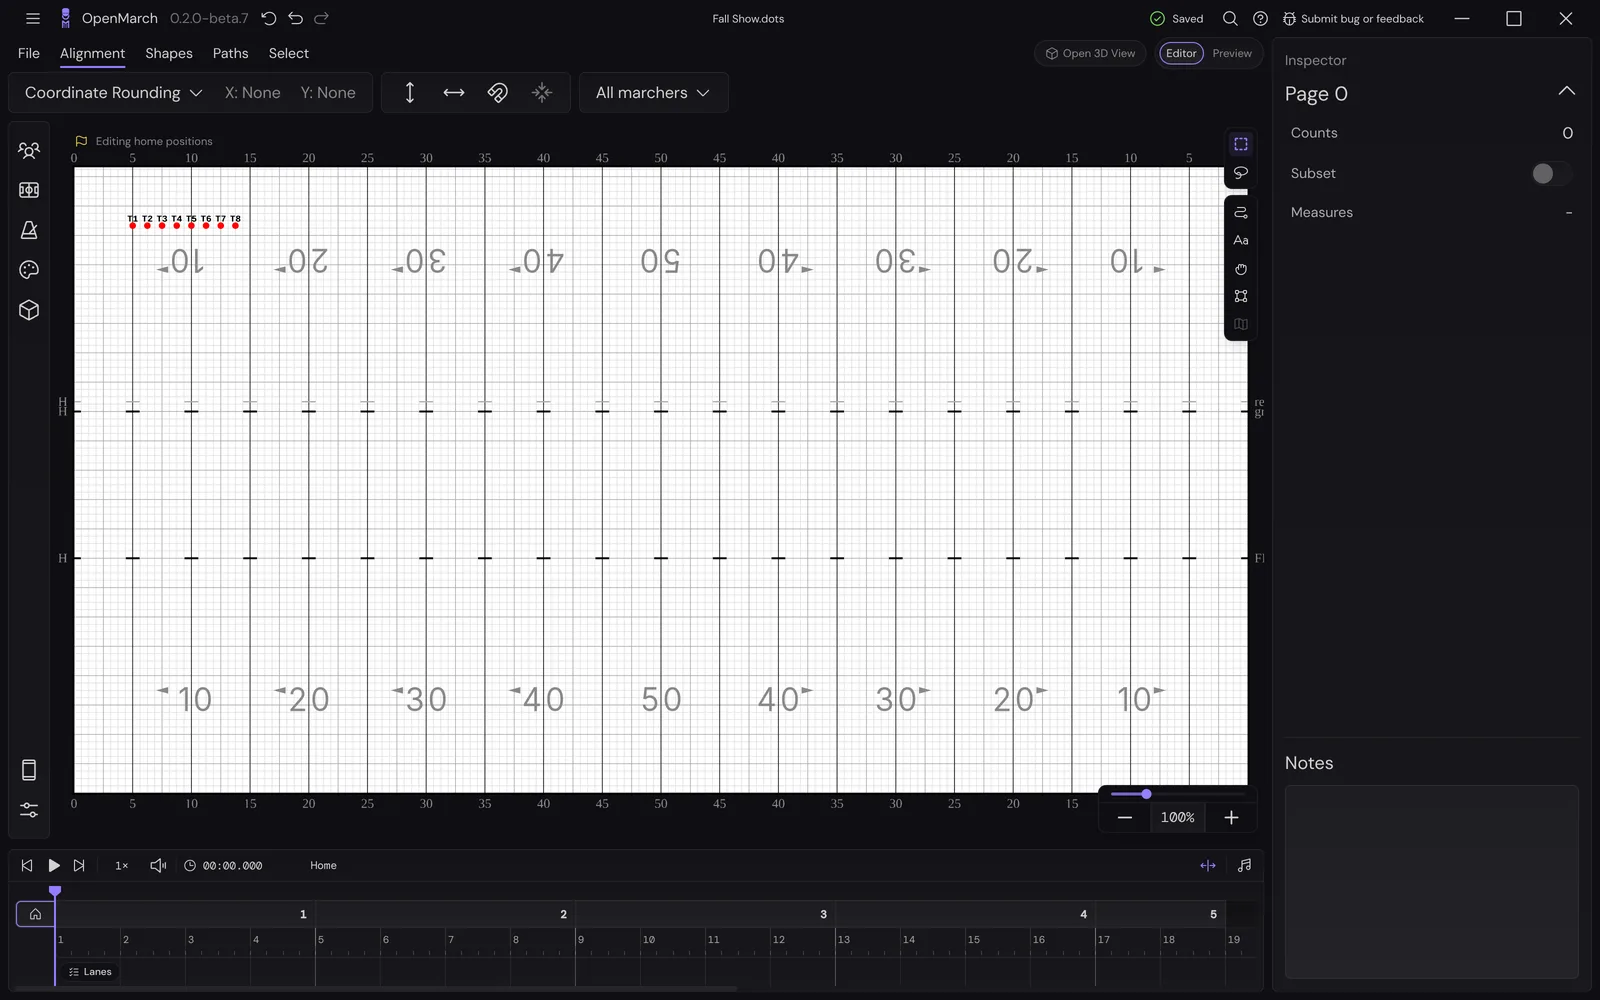 OpenMarch 0.2.0-beta.7
Fall Show.dots
Saved
Submit bug or feedback
File Alignment Shapes Paths Select
Open 3D View
Editor Preview
Coordinate Rounding X: None Y: None
All marchers
Editing home positions
0 5 10 15 20 25 30 35 40 45 50 45 40 35 30 25 20 15 10 5
T1 T2 T3 T4 T5 T6 T7 T8
10 20 30 40 50 40 30 20 10
Aa
H re
H gr
H Fl
10 20 30 40 50 40 30 20 10
0 5 10 15 20 25 30 35 40 45 50 45 40 35 30 25 20 15
100%
Inspector
Page 0
Counts 0
Subset
Measures -
Notes
1× 00:00.000 Home
1 2 3 4 5
1 2 3 4 5 6 7 8 9 10 11 12 13 14 15 16 17 18 19
Lanes